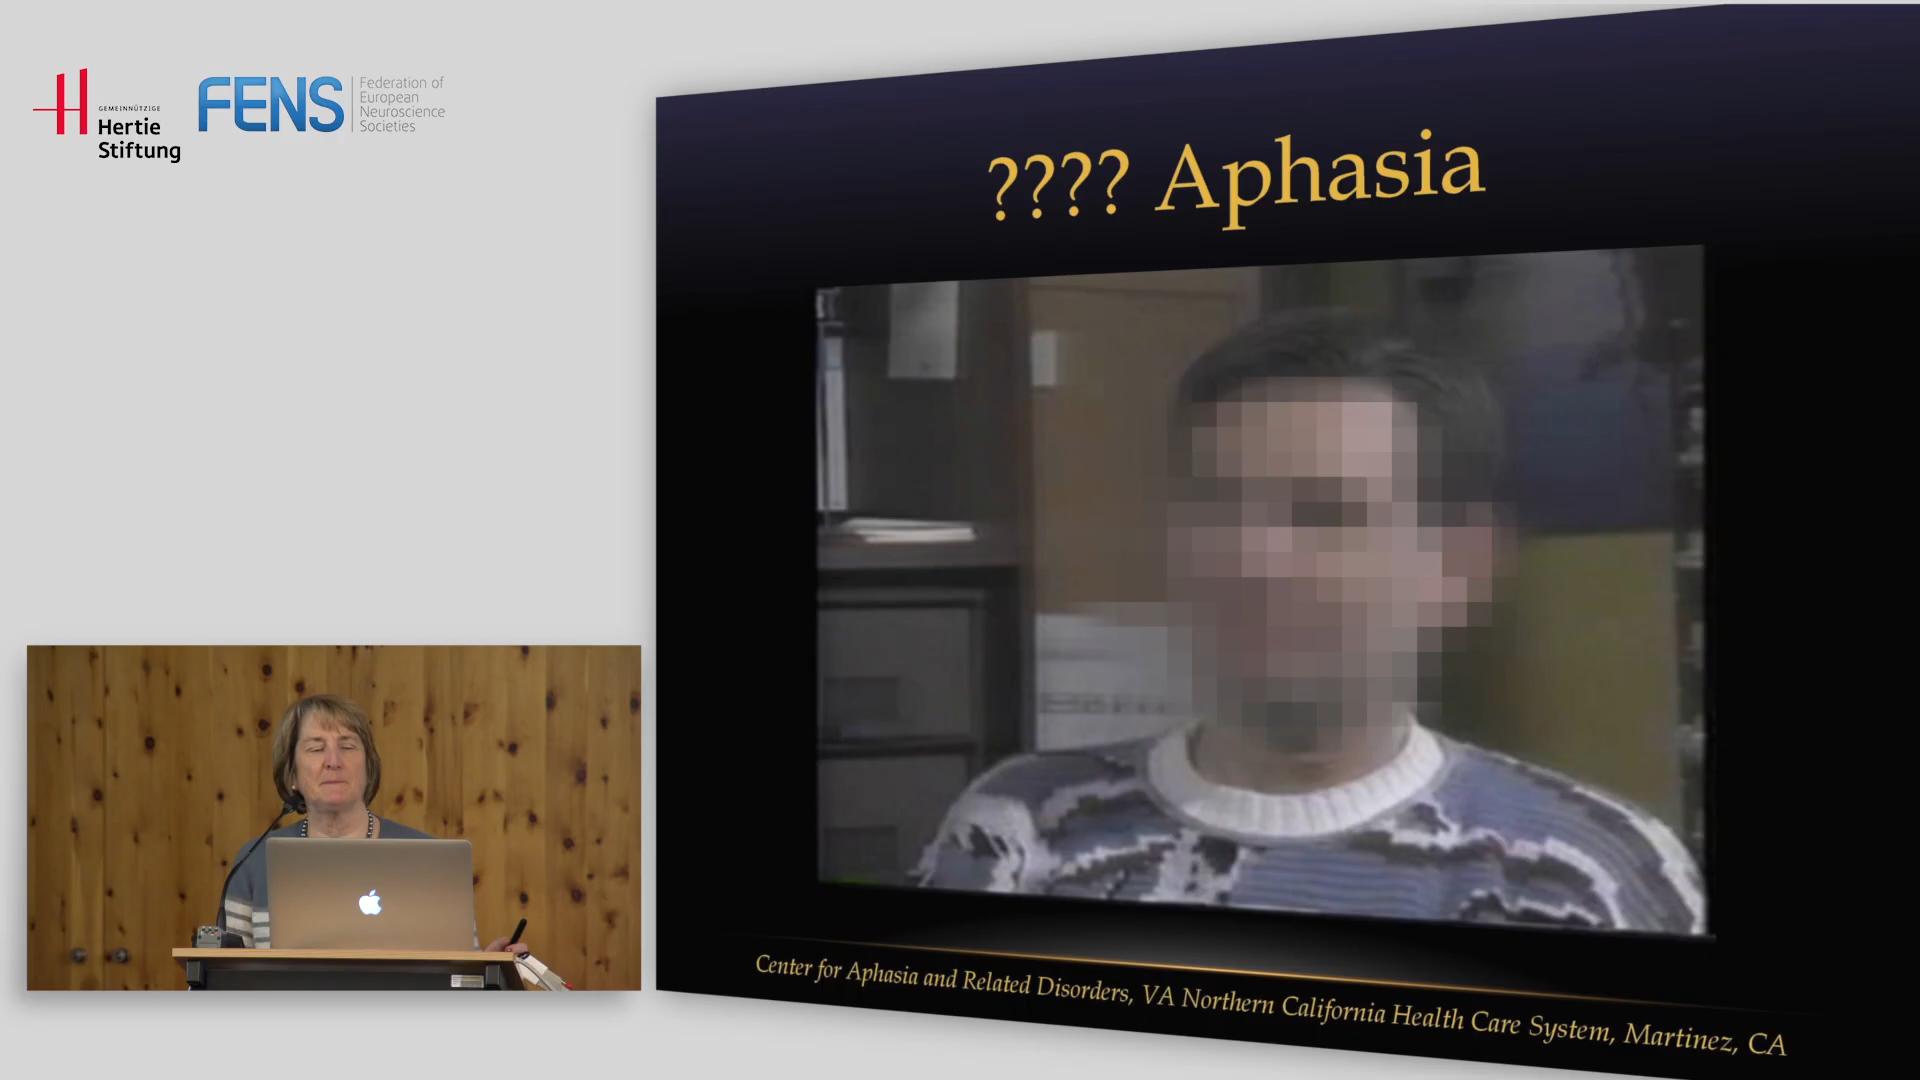 GEMEINNÜTZIGE
Hertie
Stiftung
FENS
Federation of
European
Neuroscience
Societies
???? Aphasia
Center for Aphasia and Related Disorders, VA Northern California Health Care System, Martinez, CA